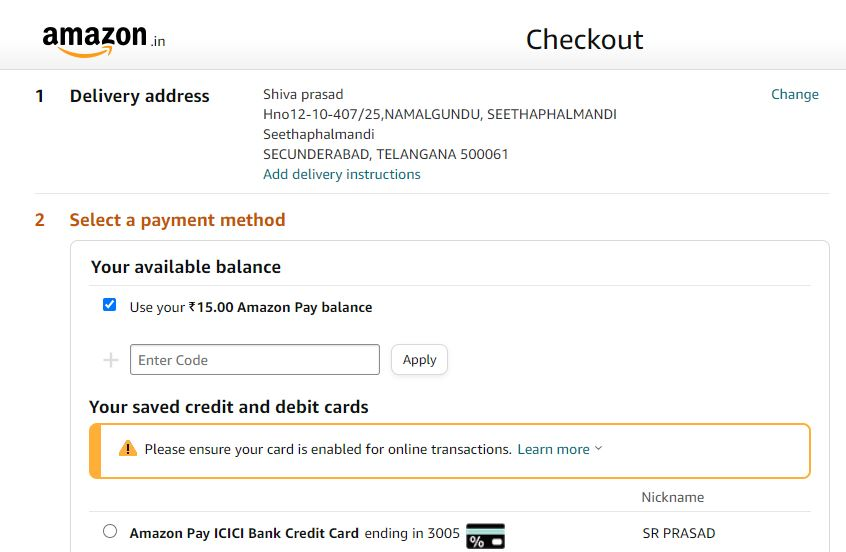 amazon.in
Checkout
1 Delivery address
Shiva prasad
Change
Hno12-10-407/25,NAMALGUNDU, SEETHAPHALMANDI
Seethaphalmandi
SECUNDERABAD, TELANGANA 500061
Add delivery instructions
2 Select a payment method
Your available balance
Use your ₹15.00 Amazon Pay balance
Enter Code
Apply
Your saved credit and debit cards
Please ensure your card is enabled for online transactions. Learn more
Nickname
Amazon Pay ICICI Bank Credit Card ending in 3005 % SR PRASAD